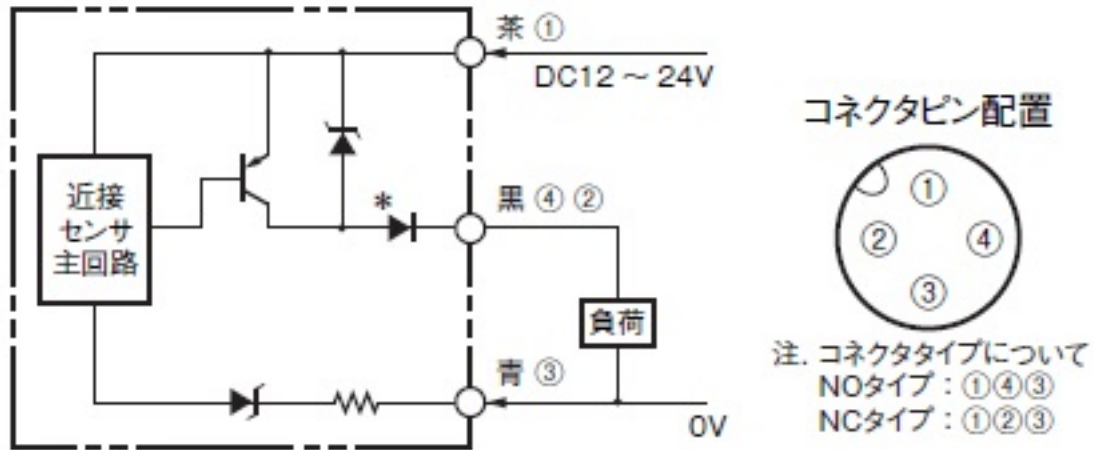 茶 ①
DC12 ～ 24V
コネクタピン配置
近接
センサ
主回路
*
黒 ④ ②
①
②
④
③
負荷
青 ③
0V
注. コネクタタイプについて
NOタイプ : ①④③
NCタイプ : ①②③